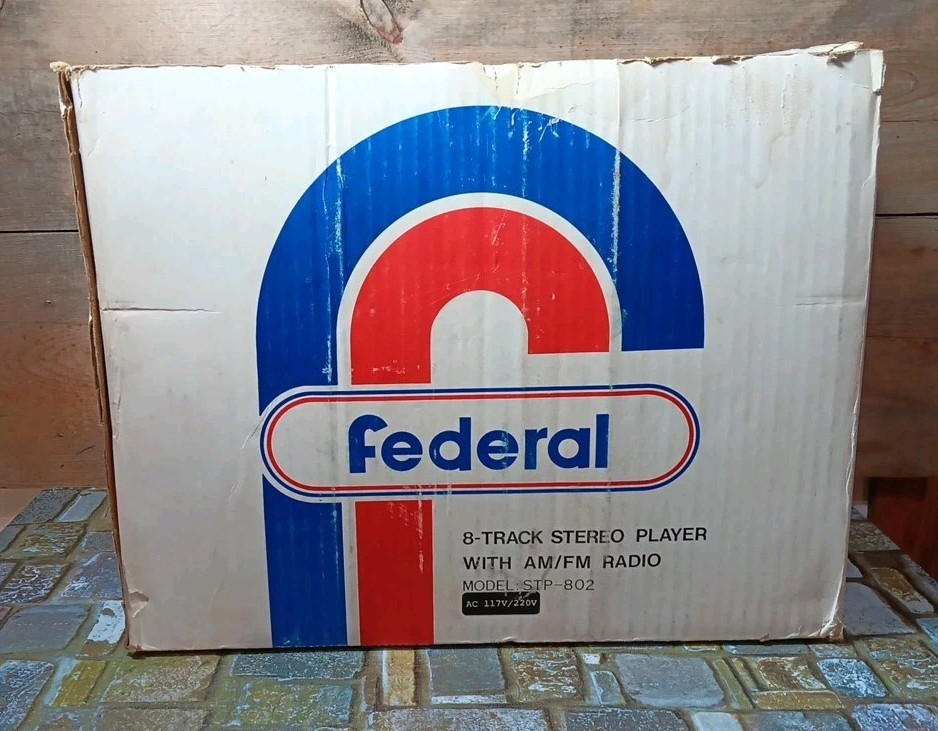 federal
8-TRACK STEREO PLAYER
WITH AM/FM RADIO
MODEL: STP-802
AC 117V/220V